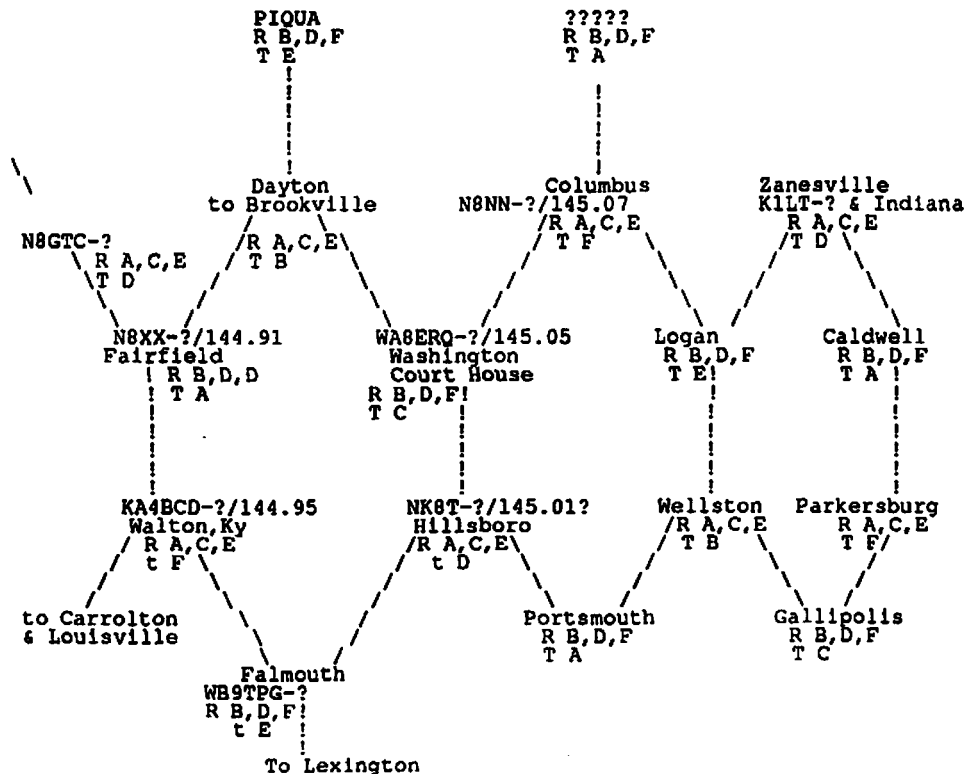 PIQUA ?????
R B,D,F R B,D,F
T E T A
Dayton Columbus Zanesville
to Brookville N8NN-?/145.07 K1LT-? & Indiana
N8GTC-? R A,C,E R A,C,E R A,C,E
R A,C,E T B T F T D
T D
N8XX-?/144.91 WA8ERQ-?/145.05 Logan Caldwell
Fairfield Washington R B,D,F R B,D,F
R B,D,D Court House T E T A
T A R B,D,F
T C
KA4BCD-?/144.95 NK8T-?/145.01? Wellston Parkersburg
Walton,Ky Hillsboro R A,C,E R A,C,E
R A,C,E R A,C,E T B T F
t F t D
to Carrolton Portsmouth Gallipolis
& Louisville R B,D,F R B,D,F
T A T C
Falmouth
WB9TPG-?
R B,D,F
t E
To Lexington